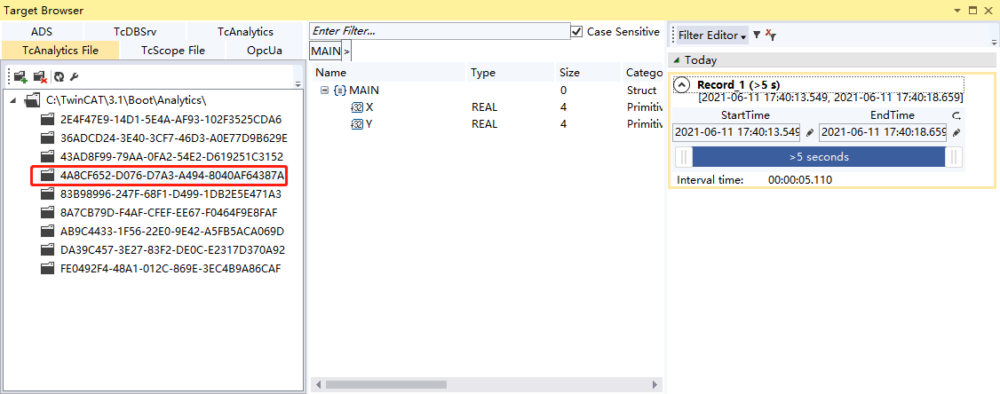 Target Browser
ADS TcDBSrv TcAnalytics
TcAnalytics File TcScope File OpcUa
C:\TwinCAT\3.1\Boot\Analytics\
2E4F47E9-14D1-5E4A-AF93-102F3525CDA6
36ADCD24-3E40-3CF7-46D3-A0E77D9B629E
43AD8F99-79AA-0FA2-54E2-D619251C3152
4A8CF652-D076-D7A3-A494-8040AF64387A
83B98996-247F-68F1-D499-1DB2E5E471A3
8A7CB79D-F4AF-CFEF-EE67-F0464F9E8FAF
AB9C4433-1F56-22E0-9E42-A5FB5ACA069D
DA39C457-3E27-83F2-DE0C-E2317D370A92
FE0492F4-48A1-012C-869E-3EC4B9A86CAF
Enter Filter... Case Sensitive
MAIN >
Name Type Size Catego
MAIN 0 Struct
X REAL 4 Primitiv
Y REAL 4 Primitiv
Filter Editor
Today
Record_1 (>5 s)
[2021-06-11 17:40:13.549, 2021-06-11 17:40:18.659]
StartTime EndTime
2021-06-11 17:40:13.549 2021-06-11 17:40:18.659
>5 seconds
Interval time: 00:00:05.110